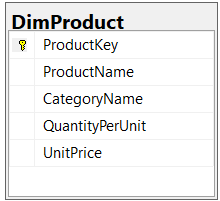 DimProduct
ProductKey
ProductName
CategoryName
QuantityPerUnit
UnitPrice